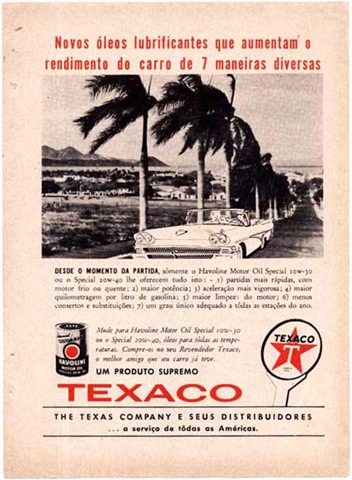 Novos óleos lubrificantes que aumentam o
rendimento do carro de 7 maneiras diversas
DESDE O MOMENTO DA PARTIDA, sòmente o Havoline Motor Oil Special 10W-30
ou o Special 20W-40 lhe oferecem tudo isto: - 1) partidas mais rápidas, com
motor frio ou quente; 2) maior potência; 3) aceleração mais vigorosa; 4) maior
quilometragem por litro de gasolina; 5) maior limpeza do motor; 6) menos
consertos e substituições; 7) um grau único adequado a tôdas as estações do ano.
Mude para Havoline Motor Oil Special 10W-30
ou o Special 20W-40, óleos para tôdas as tempe-
raturas. Compre-os no seu Revendedor Texaco,
o melhor amigo que seu carro já teve.
UM PRODUTO SUPREMO
HAVOLINE
MOTOR OIL
TEXACO
T
TEXACO
THE TEXAS COMPANY E SEUS DISTRIBUIDORES
... a serviço de tôdas as Américas.